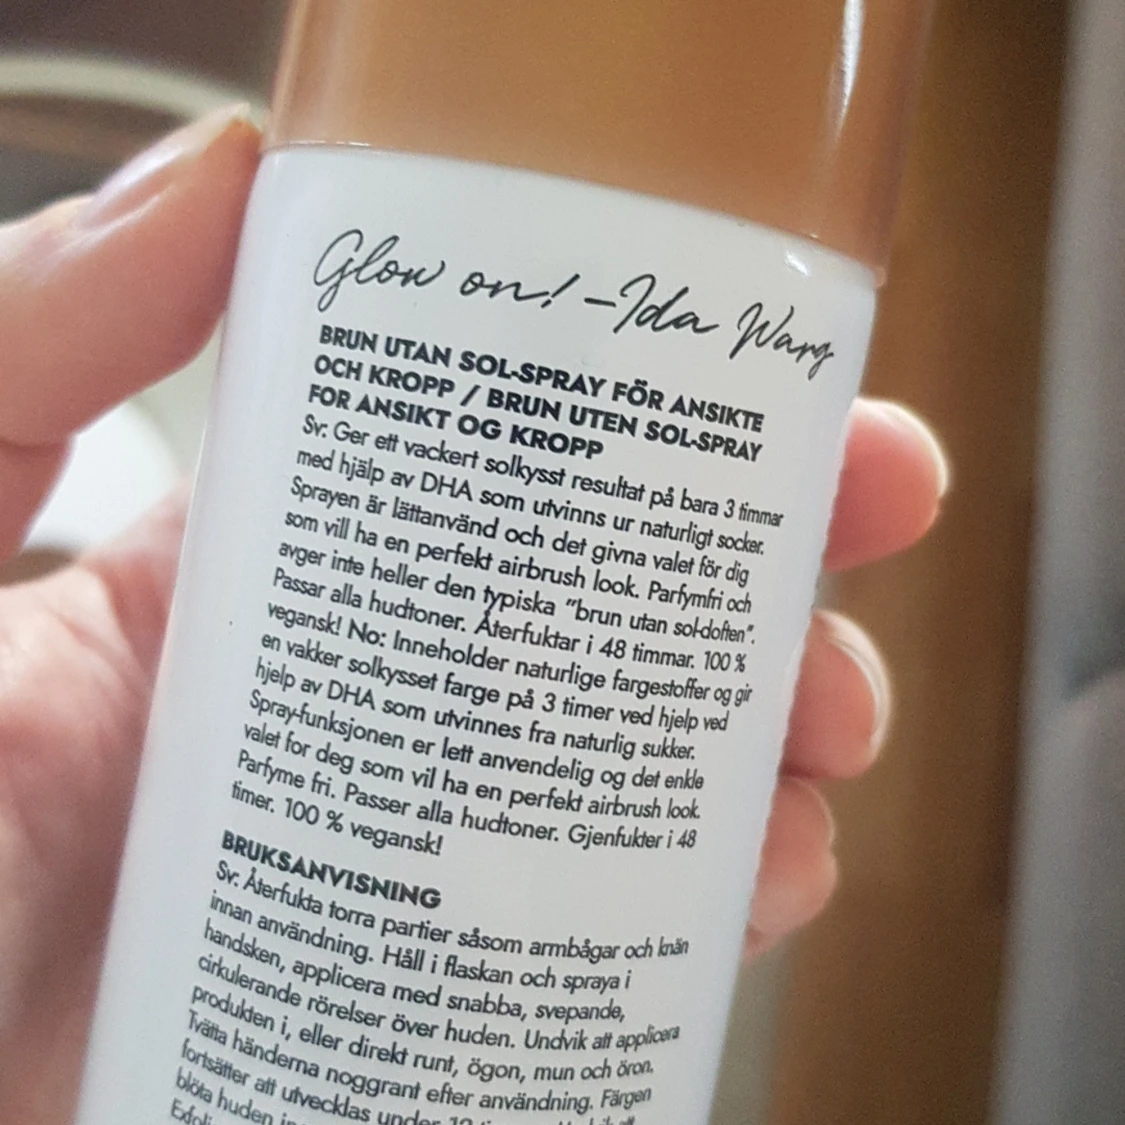 Glow on! –Ida Warg
BRUN UTAN SOL-SPRAY FÖR ANSIKTE
OCH KROPP / BRUN UTEN SOL-SPRAY
FOR ANSIKT OG KROPP
Sv: Ger ett vackert solkysst resultat på bara 3 timmar
med hjälp av DHA som utvinns ur naturligt socker.
Sprayen är lättanvänd och det givna valet för dig
som vill ha en perfekt airbrush look. Parfymfri och
avger inte heller den typiska "brun utan sol-doften".
Passar alla hudtoner. Återfuktar i 48 timmar. 100 %
vegansk! No: Inneholder naturlige fargestoffer og gir
en vakker solkysset farge på 3 timer ved hjelp ved
hjelp av DHA som utvinnes fra naturlig sukker.
Spray-funksjonen er lett anvendelig og det enkle
valet for deg som vil ha en perfekt airbrush look.
Parfyme fri. Passer alla hudtoner. Gjenfukter i 48
timer. 100 % vegansk!
BRUKSANVISNING
Sv: Återfukta torra partier såsom armbågar och knän
innan användning. Håll i flaskan och spraya i
handsken, applicera med snabba, svepande,
cirkulerande rörelser över huden. Undvik att applicera
produkten i, eller direkt runt, ögon, mun och öron.
Tvätta händerna noggrant efter användning. Färgen
fortsätter att utvecklas under
blöta huden